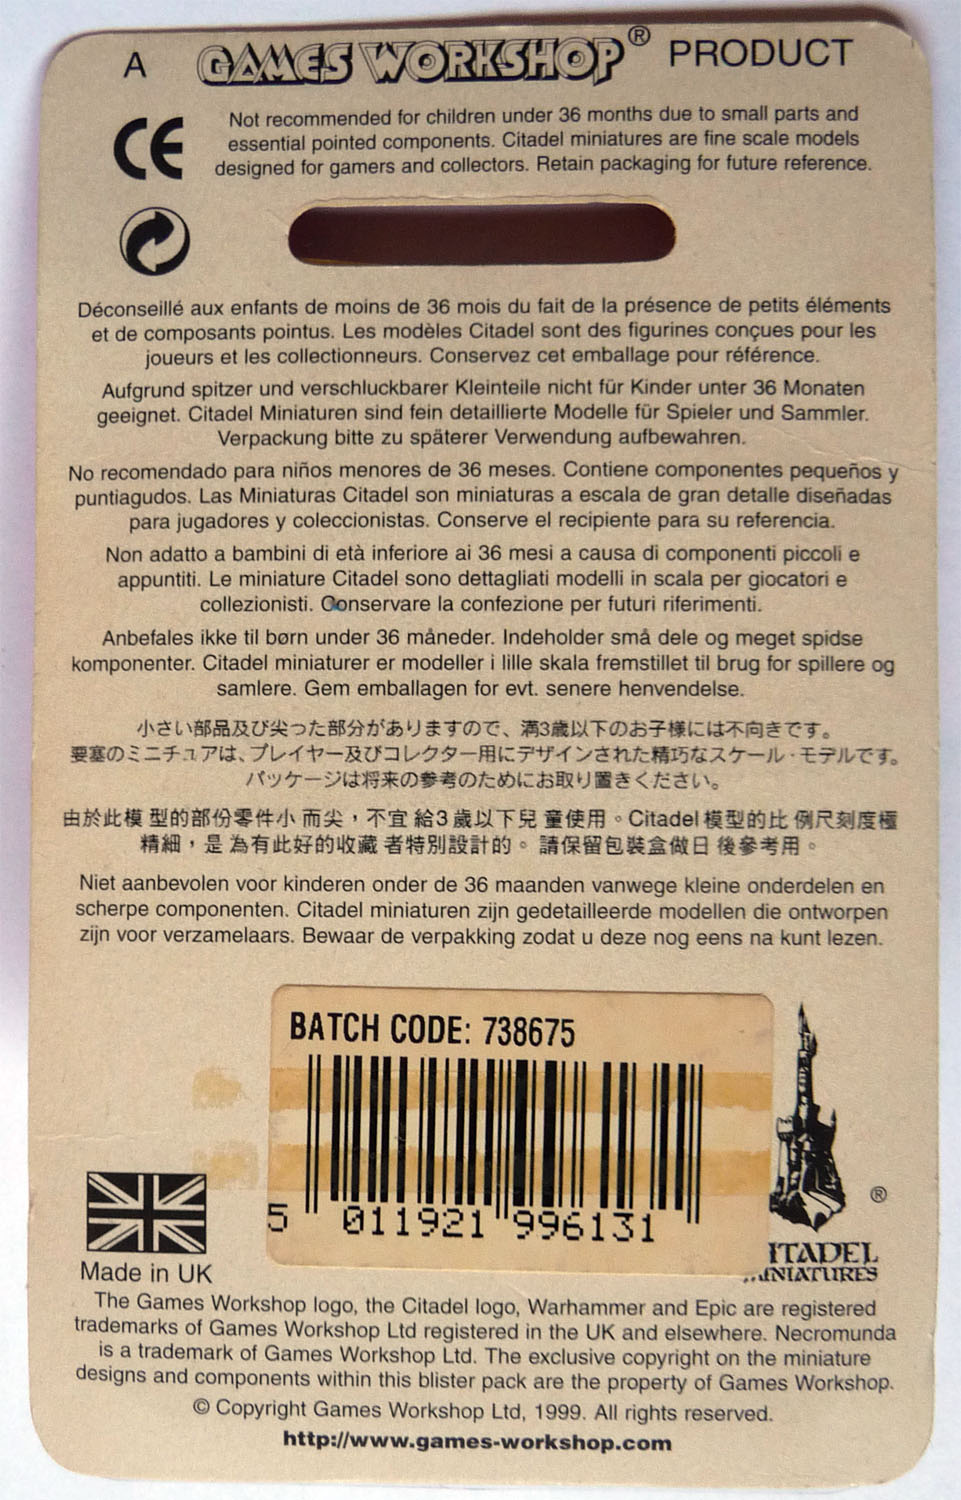 A GAMES WORKSHOP® PRODUCT
CE
Not recommended for children under 36 months due to small parts and
essential pointed components. Citadel miniatures are fine scale models
designed for gamers and collectors. Retain packaging for future reference.
Déconseillé aux enfants de moins de 36 mois du fait de la présence de petits éléments
et de composants pointus. Les modèles Citadel sont des figurines conçues pour les
joueurs et les collectionneurs. Conservez cet emballage pour référence.
Aufgrund spitzer und verschluckbarer Kleinteile nicht für Kinder unter 36 Monaten
geeignet. Citadel Miniaturen sind fein detaillierte Modelle für Spieler und Sammler.
Verpackung bitte zu späterer Verwendung aufbewahren.
No recomendado para niños menores de 36 meses. Contiene componentes pequeños y
puntiagudos. Las Miniaturas Citadel son miniaturas a escala de gran detalle diseñadas
para jugadores y coleccionistas. Conserve el recipiente para su referencia.
Non adatto a bambini di età inferiore ai 36 mesi a causa di componenti piccoli e
appuntiti. Le miniature Citadel sono dettagliati modelli in scala per giocatori e
collezionisti. Conservare la confezione per futuri riferimenti.
Anbefales ikke til børn under 36 måneder. Indeholder små dele og meget spidse
komponenter. Citadel miniaturer er modeller i lille skala fremstillet til brug for spillere og
samlere. Gem emballagen for evt. senere henvendelse.
小さい部品及び尖った部分がありますので、満3歳以下のお子様には不向きです。
要塞のミニチュアは、プレイヤー及びコレクター用にデザインされた精巧なスケール・モデルです。
パッケージは将来の参考のためにお取り置きください。
由於此模 型的部份零件小 而尖，不宜 給3 歲以下兒 童使用。Citadel 模型的比 例尺刻度極
精細，是 為有此好的收藏 者特別設計的。 請保留包裝盒做日 後參考用。
Niet aanbevolen voor kinderen onder de 36 maanden vanwege kleine onderdelen en
scherpe componenten. Citadel miniaturen zijn gedetailleerde modellen die ontworpen
zijn voor verzamelaars. Bewaar de verpakking zodat u deze nog eens na kunt lezen.
BATCH CODE: 738675
5 011921 996131
®
ITADEL
MINIATURES
Made in UK
The Games Workshop logo, the Citadel logo, Warhammer and Epic are registered
trademarks of Games Workshop Ltd registered in the UK and elsewhere. Necromunda
is a trademark of Games Workshop Ltd. The exclusive copyright on the miniature
designs and components within this blister pack are the property of Games Workshop.
© Copyright Games Workshop Ltd, 1999. All rights reserved.
http://www.games-workshop.com